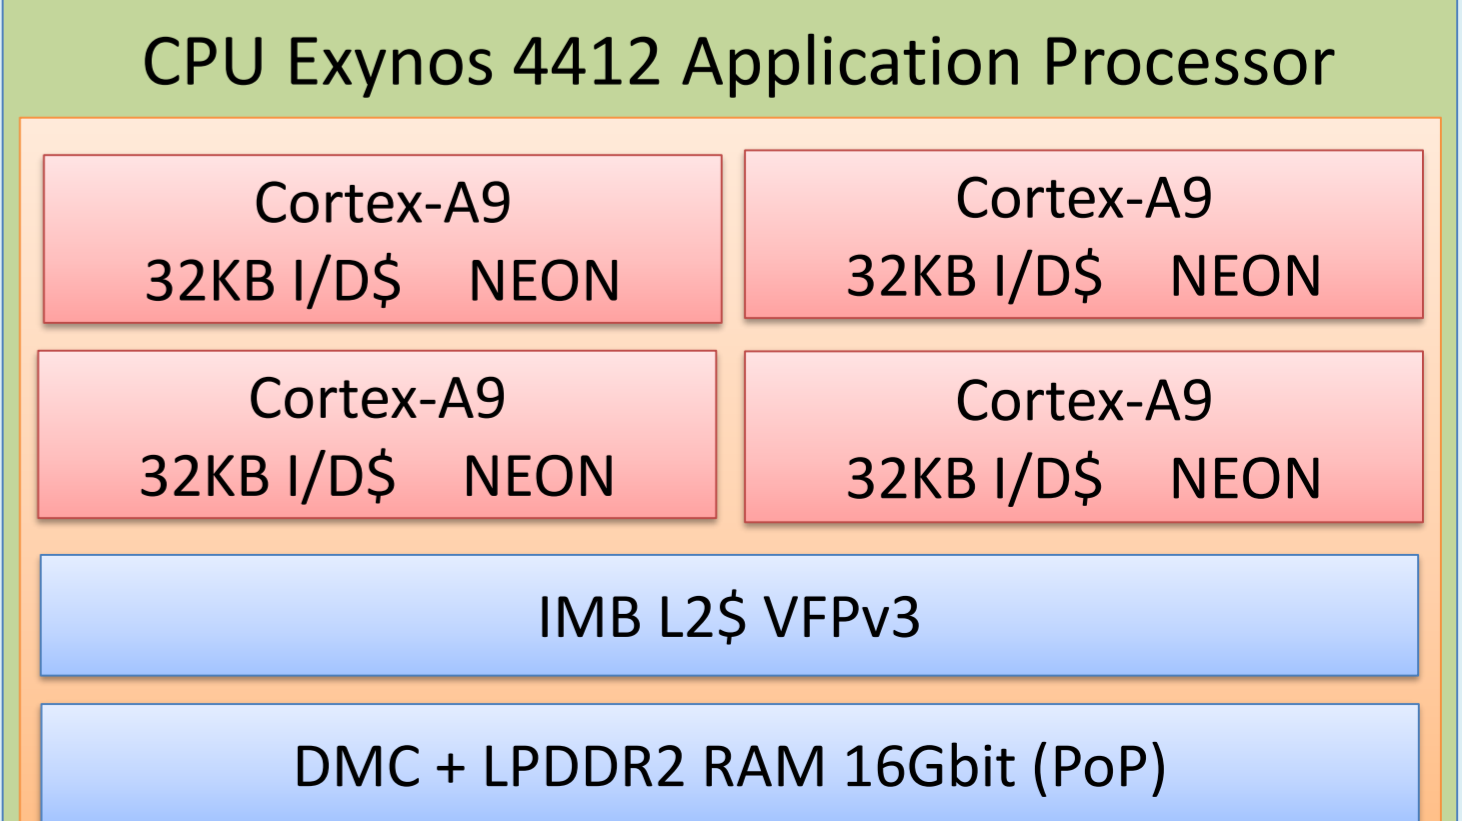 CPU Exynos 4412 Application Processor
Cortex-A9
32KB I/D$ NEON
Cortex-A9
32KB I/D$ NEON
Cortex-A9
32KB I/D$ NEON
Cortex-A9
32KB I/D$ NEON
IMB L2$ VFPv3
DMC + LPDDR2 RAM 16Gbit (PoP)